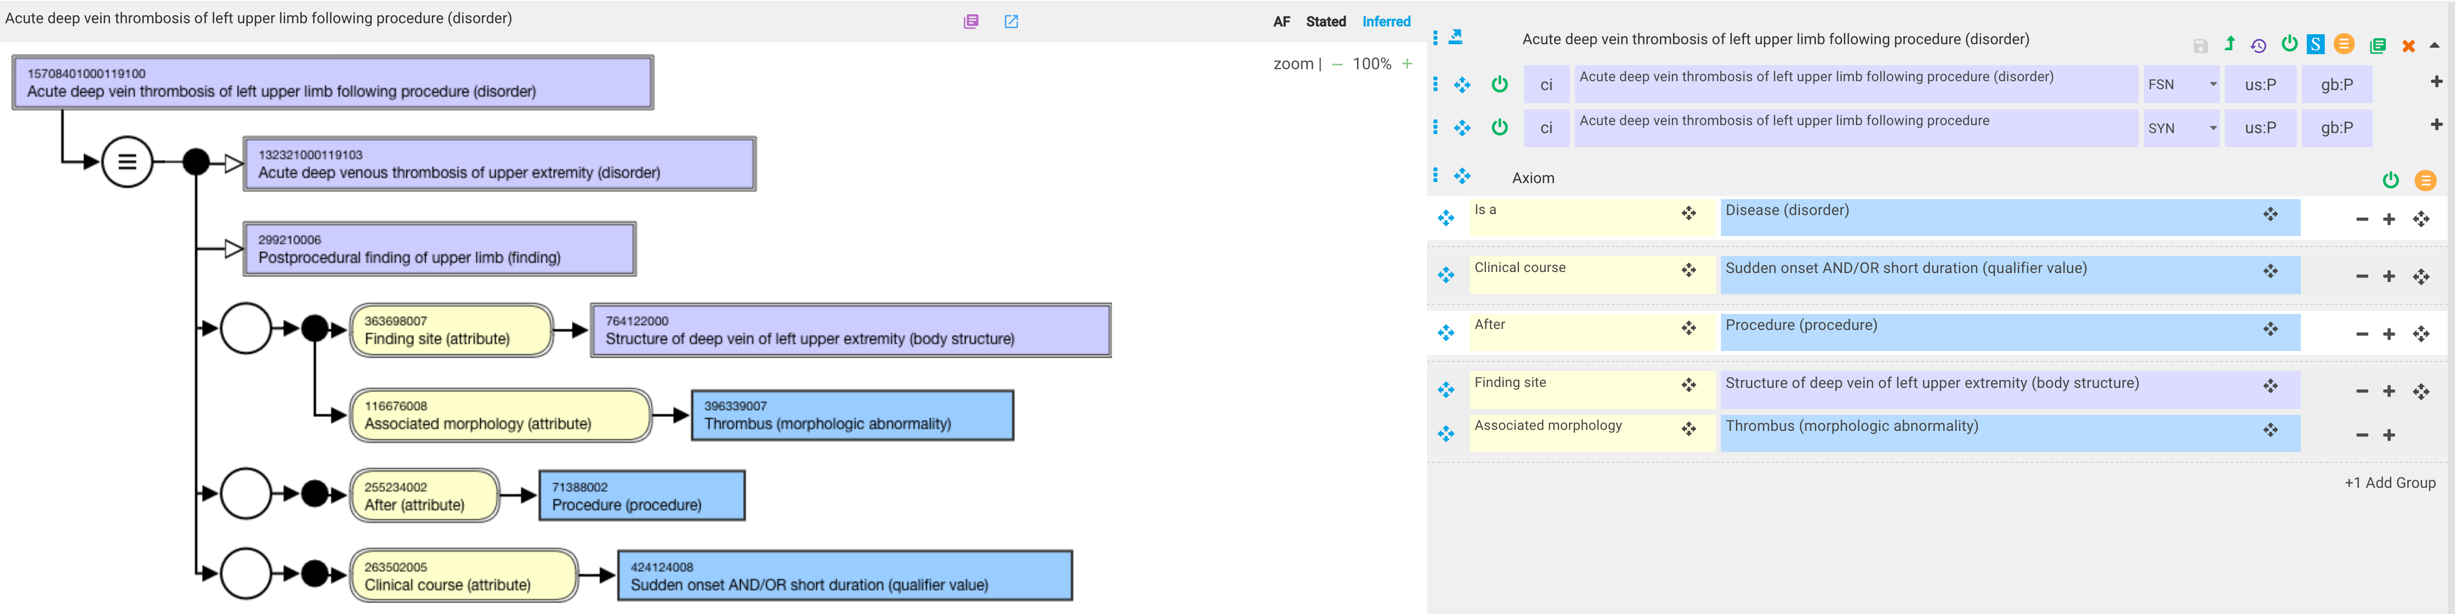 Acute deep vein thrombosis of left upper limb following procedure (disorder)
AF Stated Inferred
zoom | − 100% +
15708401000119100
Acute deep vein thrombosis of left upper limb following procedure (disorder)
132321000119103
Acute deep venous thrombosis of upper extremity (disorder)
299210006
Postprocedural finding of upper limb (finding)
363698007
Finding site (attribute)
764122000
Structure of deep vein of left upper extremity (body structure)
116676008
Associated morphology (attribute)
396339007
Thrombus (morphologic abnormality)
255234002
After (attribute)
71388002
Procedure (procedure)
263502005
Clinical course (attribute)
424124008
Sudden onset AND/OR short duration (qualifier value)
Acute deep vein thrombosis of left upper limb following procedure (disorder)
S
ci Acute deep vein thrombosis of left upper limb following procedure (disorder) FSN us:P gb:P +
ci Acute deep vein thrombosis of left upper limb following procedure SYN us:P gb:P +
Axiom
Is a Disease (disorder) − +
Clinical course Sudden onset AND/OR short duration (qualifier value) − +
After Procedure (procedure) − +
Finding site Structure of deep vein of left upper extremity (body structure) − +
Associated morphology Thrombus (morphologic abnormality) − +
+1 Add Group